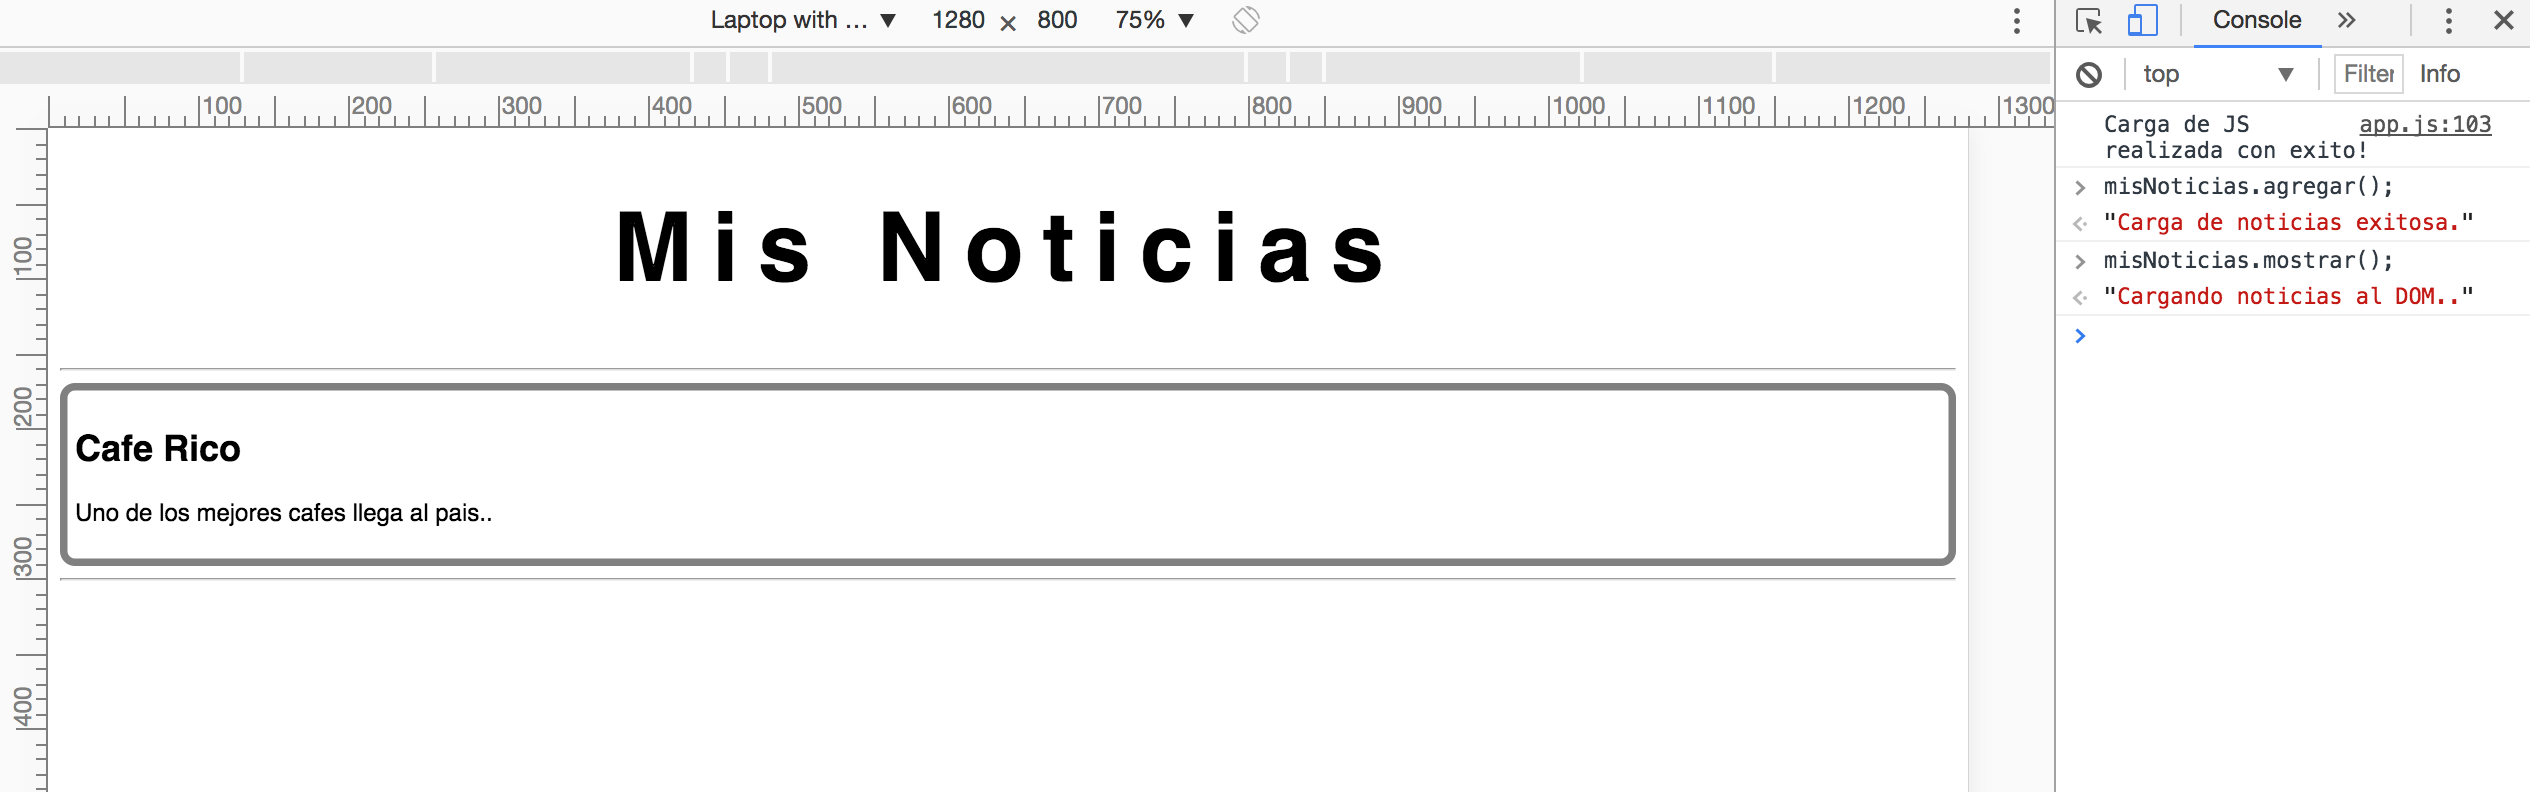 Laptop with ... 1280 × 800 75%
100 200 300 400 500 600 700 800 900 1000 1100 1200 1300
100
200
300
400
Mis Noticias
Cafe Rico
Uno de los mejores cafes llega al pais..
Console
top Filter Info
Carga de JS app.js:103
realizada con exito!
misNoticias.agregar();
"Carga de noticias exitosa."
misNoticias.mostrar();
"Cargando noticias al DOM.."